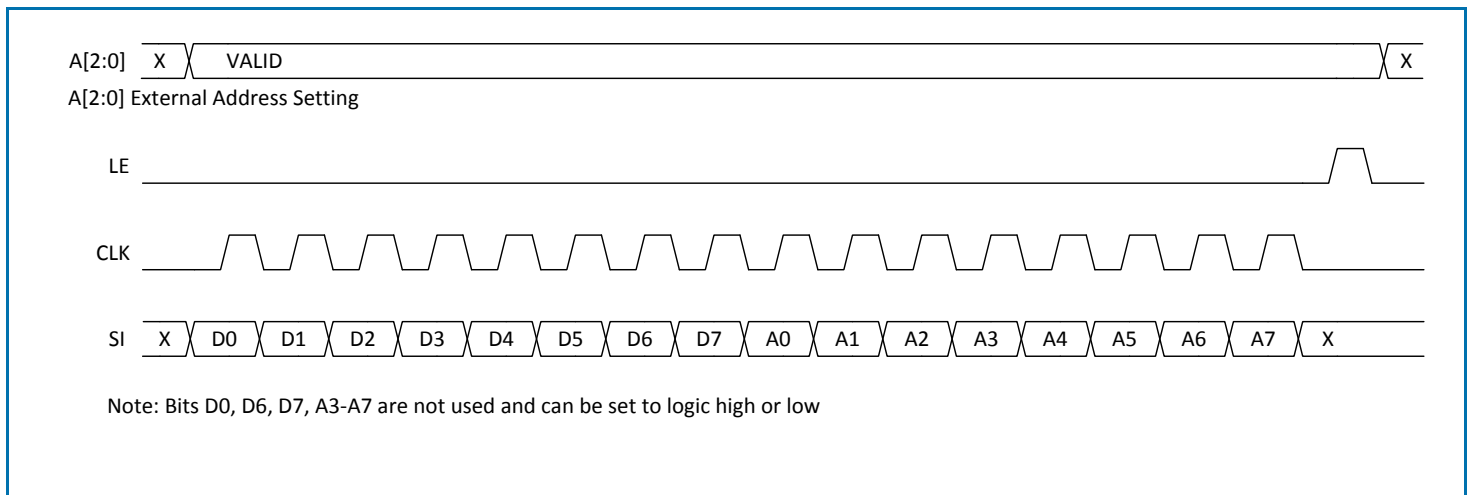 A[2:0] X VALID X
A[2:0] External Address Setting
LE
CLK
SI X D0 D1 D2 D3 D4 D5 D6 D7 A0 A1 A2 A3 A4 A5 A6 A7 X
Note: Bits D0, D6, D7, A3-A7 are not used and can be set to logic high or low